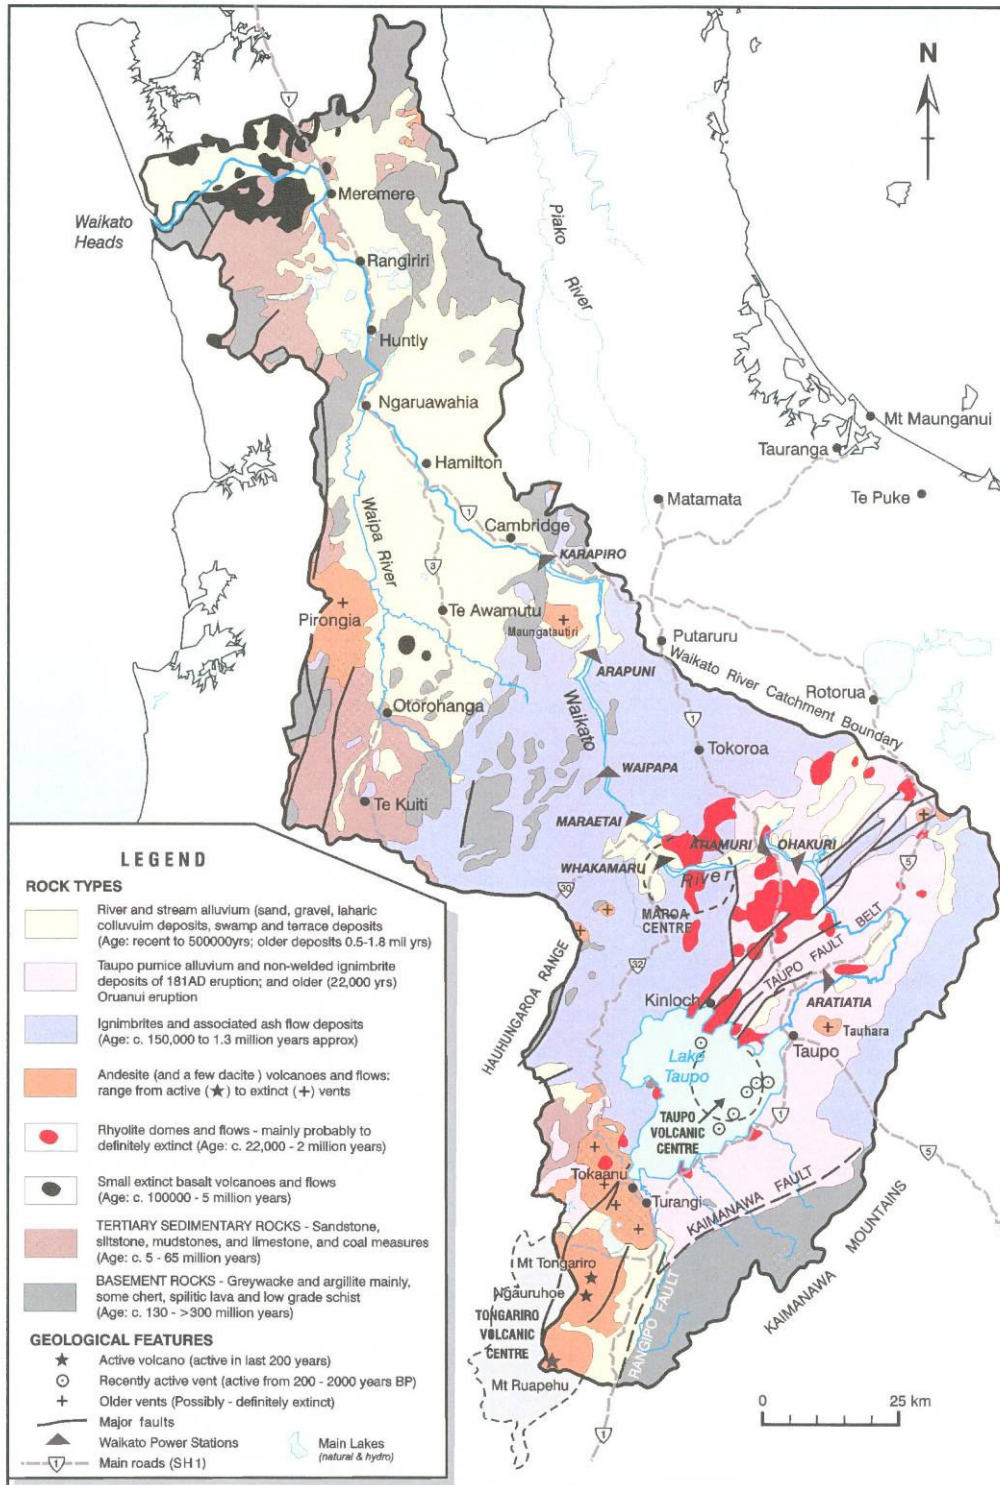 N
1
Meremere
Waikato
Heads
Rangiriri
Piako
River
Huntly
Ngaruawahia
Mt Maunganui
Tauranga
Hamilton
Matamata
Te Puke
Waipa River
1
Cambridge
KARAPIRO
3
Te Awamutu
Pirongia
Maungatautiri
Putaruru
ARAPUNI
Waikato River Catchment Boundary
Rotorua
Otorohanga
Waikato
1
Tokoroa
WAIPAPA
Te Kuiti
MARAETAI
ATIAMURI
OHAKURI
WHAKAMARU
River
5
30
MAROA
CENTRE
TAUPO FAULT BELT
32
HAUHUNGAROA RANGE
Kinloch
ARATIATIA
Tauhara
Taupo
Lake
Taupo
1
TAUPO
VOLCANIC
CENTRE
5
Tokaanu
Turangi
KAIMANAWA FAULT
KAIMANAWA MOUNTAINS
Mt Tongariro
Ngauruhoe
TONGARIRO
VOLCANIC
CENTRE
RANGIPO FAULT
Mt Ruapehu
1
0 25 km
LEGEND
ROCK TYPES
River and stream alluvium (sand, gravel, laharic
colluvuim deposits, swamp and terrace deposits
(Age: recent to 500000yrs; older deposits 0.5-1.8 mil yrs)
Taupo pumice alluvium and non-welded ignimbrite
deposits of 181AD eruption; and older (22,000 yrs)
Oruanui eruption
Ignimbrites and associated ash flow deposits
(Age: c. 150,000 to 1.3 million years approx)
Andesite (and a few dacite ) volcanoes and flows:
range from active (★) to extinct (+) vents
Rhyolite domes and flows - mainly probably to
definitely extinct (Age: c. 22,000 - 2 million years)
Small extinct basalt volcanoes and flows
(Age: c. 100000 - 5 million years)
TERTIARY SEDIMENTARY ROCKS - Sandstone,
siltstone, mudstones, and limestone, and coal measures
(Age: c. 5 - 65 million years)
BASEMENT ROCKS - Greywacke and argillite mainly,
some chert, spilitic lava and low grade schist
(Age: c. 130 - >300 million years)
GEOLOGICAL FEATURES
Active volcano (active in last 200 years)
Recently active vent (active from 200 - 2000 years BP)
Older vents (Possibly - definitely extinct)
Major faults
Waikato Power Stations
Main Lakes
(natural & hydro)
1
Main roads (SH1)